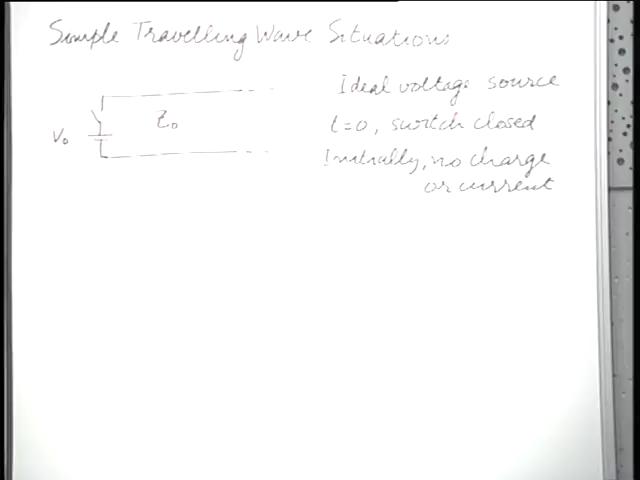 Simple Travelling Wave Situations
Ideal voltage source
t=0, switch closed
V₀ Z₀
Initially, no charge
or current